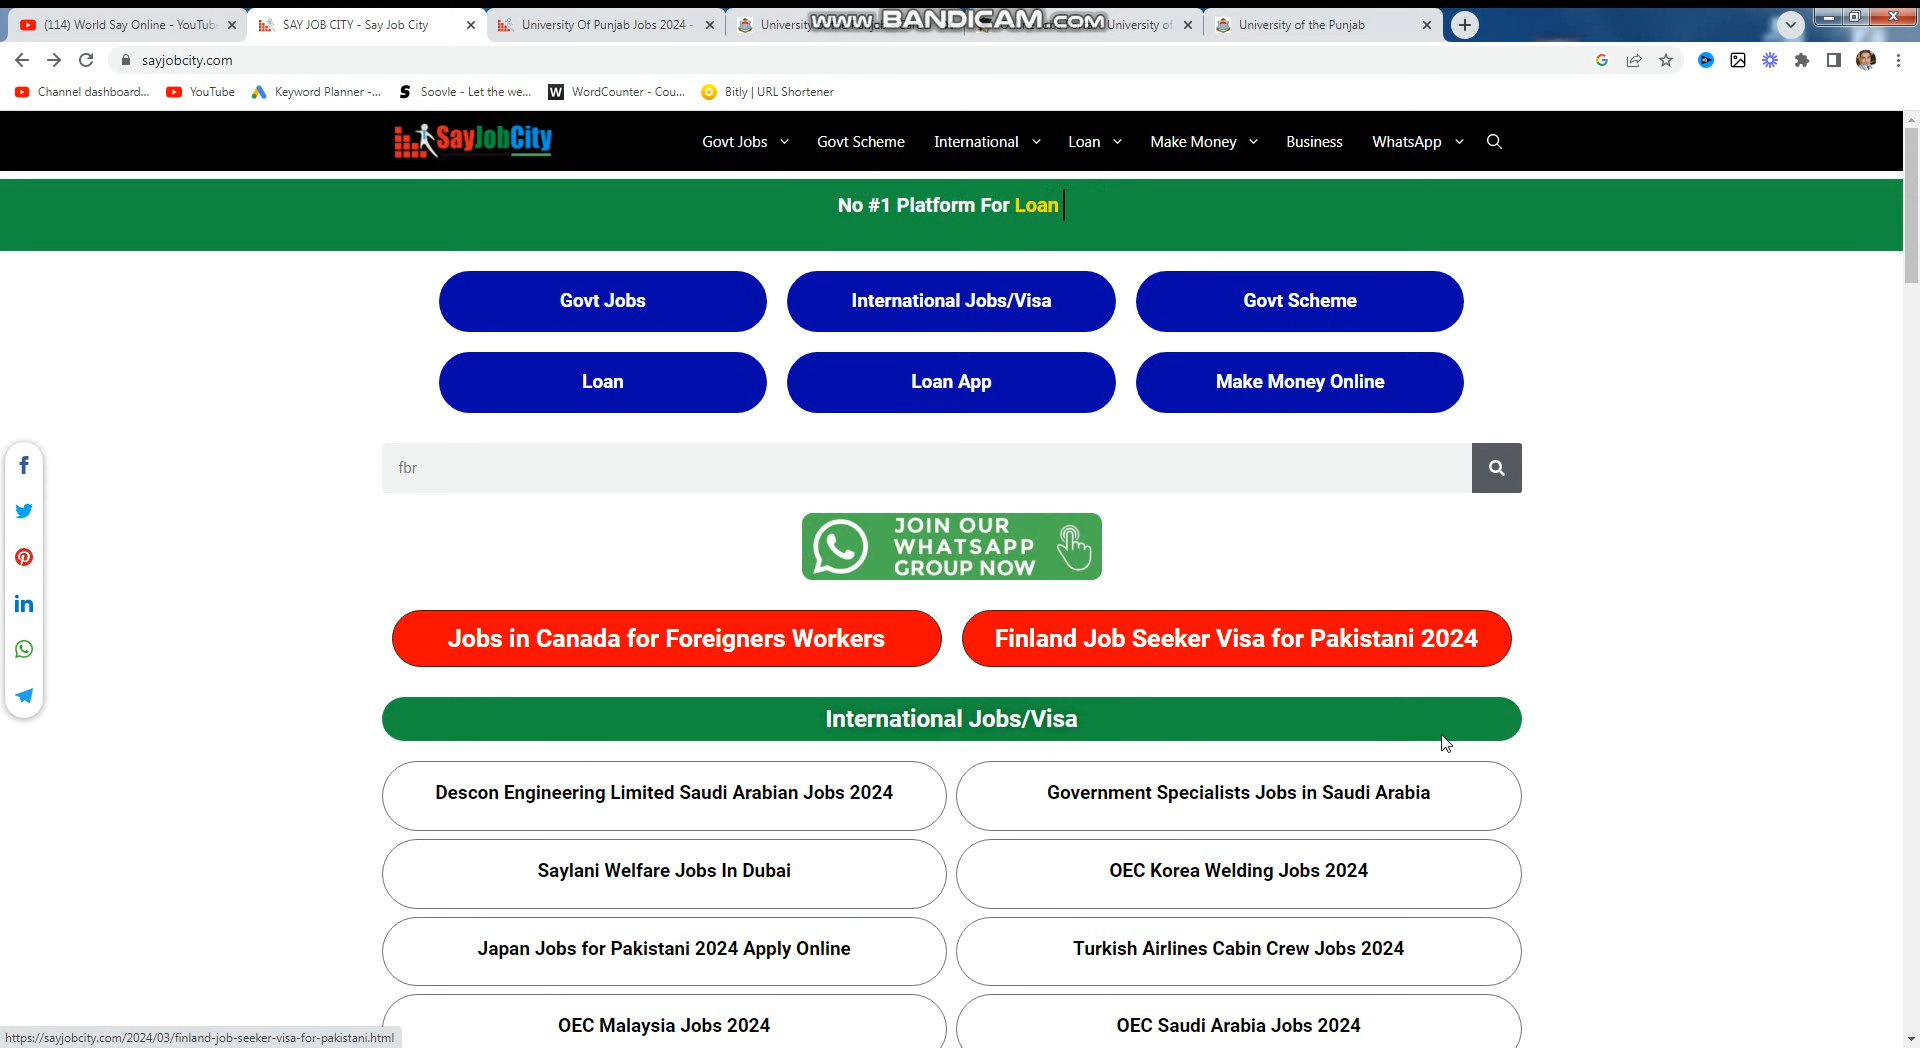 www.BANDICAM.com
(114) World Say Online - YouTub
SAY JOB CITY - Say Job City
University Of Punjab Jobs 2024 -
University
University of
University of the Punjab
sayjobcity.com
Channel dashboard...
YouTube
Keyword Planner -...
Soovle - Let the we...
WordCounter - Cou...
Bitly | URL Shortener
SayJobCity
Govt Jobs
Govt Scheme
International
Loan
Make Money
Business
WhatsApp
No #1 Platform For Loan
Govt Jobs
International Jobs/Visa
Govt Scheme
Loan
Loan App
Make Money Online
fbr
JOIN OUR
WHATSAPP
GROUP NOW
Jobs in Canada for Foreigners Workers
Finland Job Seeker Visa for Pakistani 2024
International Jobs/Visa
Descon Engineering Limited Saudi Arabian Jobs 2024
Government Specialists Jobs in Saudi Arabia
Saylani Welfare Jobs In Dubai
OEC Korea Welding Jobs 2024
Japan Jobs for Pakistani 2024 Apply Online
Turkish Airlines Cabin Crew Jobs 2024
OEC Malaysia Jobs 2024
OEC Saudi Arabia Jobs 2024
https://sayjobcity.com/2024/03/finland-job-seeker-visa-for-pakistani.html